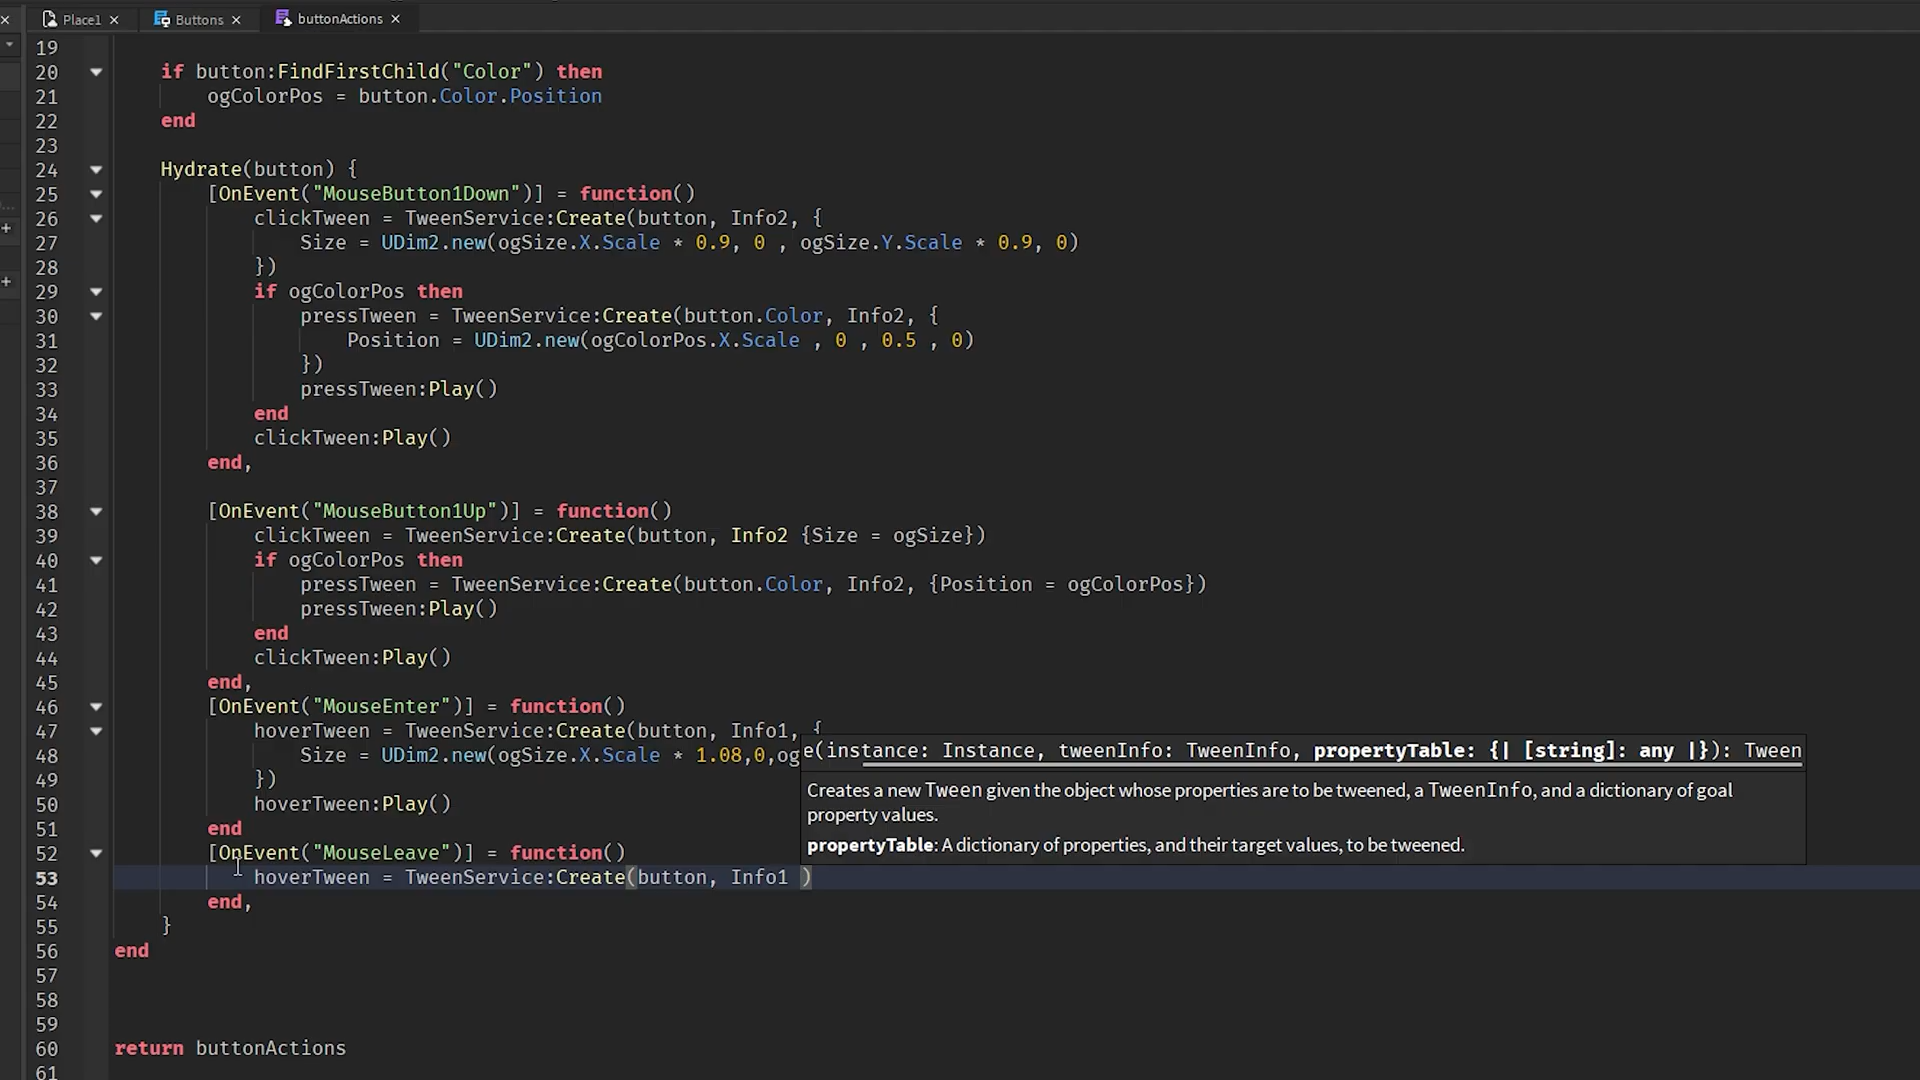 Place1
Buttons
buttonActions
19
20 if button:FindFirstChild("Color") then
21 ogColorPos = button.Color.Position
22 end
23
24 Hydrate(button) {
25 [OnEvent("MouseButton1Down")] = function()
26 clickTween = TweenService:Create(button, Info2, {
27 Size = UDim2.new(ogSize.X.Scale * 0.9, 0 , ogSize.Y.Scale * 0.9, 0)
28 })
29 if ogColorPos then
30 pressTween = TweenService:Create(button.Color, Info2, {
31 Position = UDim2.new(ogColorPos.X.Scale , 0 , 0.5 , 0)
32 })
33 pressTween:Play()
34 end
35 clickTween:Play()
36 end,
37
38 [OnEvent("MouseButton1Up")] = function()
39 clickTween = TweenService:Create(button, Info2 {Size = ogSize})
40 if ogColorPos then
41 pressTween = TweenService:Create(button.Color, Info2, {Position = ogColorPos})
42 pressTween:Play()
43 end
44 clickTween:Play()
45 end,
46 [OnEvent("MouseEnter")] = function()
47 hoverTween = TweenService:Create(button, Info1, {
48 Size = UDim2.new(ogSize.X.Scale * 1.08,0,og
e(instance: Instance, tweenInfo: TweenInfo, propertyTable: {| [string]: any |}): Tween
Creates a new Tween given the object whose properties are to be tweened, a TweenInfo, and a dictionary of goal
property values.
propertyTable: A dictionary of properties, and their target values, to be tweened.
49 })
50 hoverTween:Play()
51 end
52 [OnEvent("MouseLeave")] = function()
53 hoverTween = TweenService:Create(button, Info1 )
54 end,
55 }
56 end
57
58
59
60 return buttonActions
61